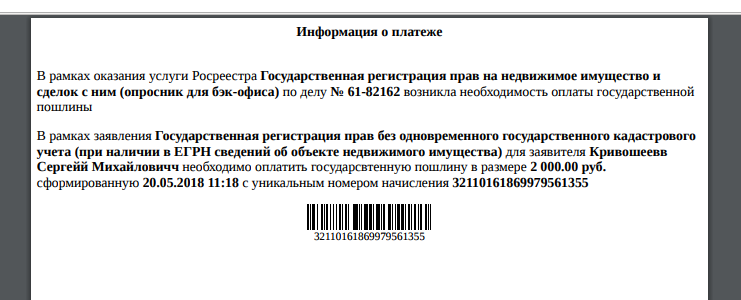 Информация о платеже
В рамках оказания услуги Росреестра Государственная регистрация прав на недвижимое имущество и
сделок с ним (опросник для бэк-офиса) по делу № 61-82162 возникла необходимость оплаты государственной
пошлины
В рамках заявления Государственная регистрация прав без одновременного государственного кадастрового
учета (при наличии в ЕГРН сведений об объекте недвижимого имущества) для заявителя Кривошеевв
Сергейй Михайловичч необходимо оплатить государсвтенную пошлину в размере 2 000.00 руб.
сформированную 20.05.2018 11:18 с уникальным номером начисления 32110161869979561355
32110161869979561355